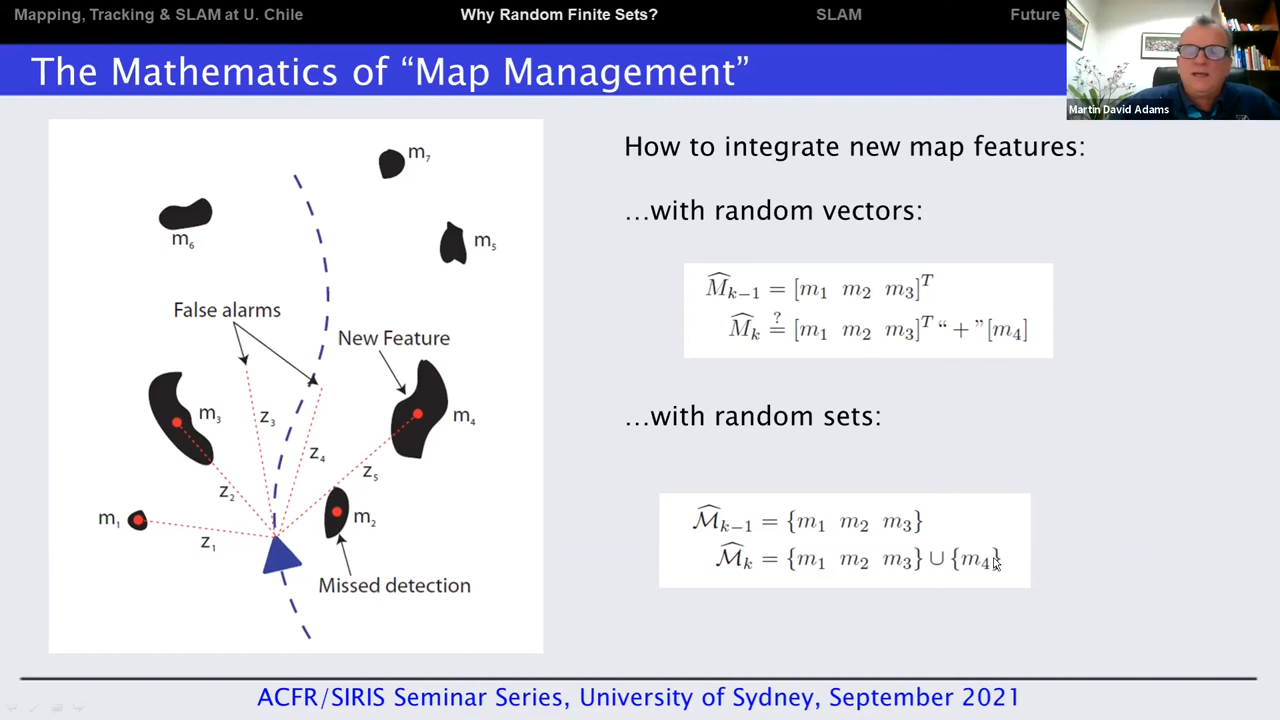 Mapping, Tracking & SLAM at U. Chile
Why Random Finite Sets?
SLAM
Future
The Mathematics of “Map Management”
Martin David Adams
m₇
m₆
m₅
False alarms
New Feature
m₃
z₃
m₄
z₄
z₅
z₂
m₂
m₁
z₁
Missed detection
How to integrate new map features:
…with random vectors:
M̂ₖ₋₁ = [m₁ m₂ m₃]ᵀ
M̂ₖ ≟ [m₁ m₂ m₃]ᵀ “ + ” [m₄]
…with random sets:
ℳ̂ₖ₋₁ = {m₁ m₂ m₃}
ℳ̂ₖ = {m₁ m₂ m₃} ∪ {m₄}
ACFR/SIRIS Seminar Series, University of Sydney, September 2021